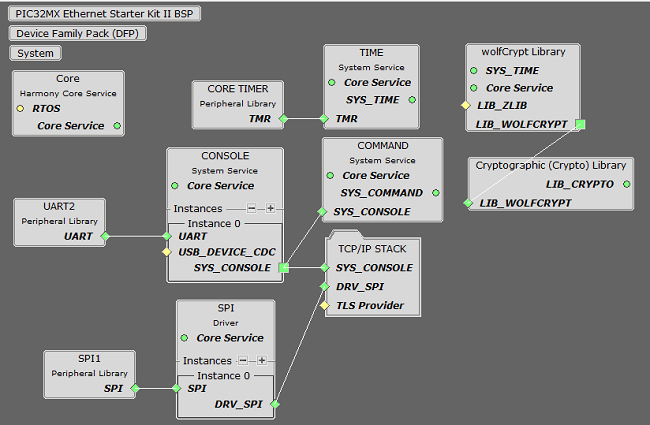 PIC32MX Ethernet Starter Kit II BSP
Device Family Pack (DFP)
System
Core
Harmony Core Service
RTOS
Core Service
CORE TIMER
Peripheral Library
TMR
TIME
System Service
Core Service
SYS_TIME
TMR
wolfCrypt Library
SYS_TIME
Core Service
LIB_ZLIB
LIB_WOLFCRYPT
CONSOLE
System Service
Core Service
Instances
Instance 0
UART
USB_DEVICE_CDC
SYS_CONSOLE
COMMAND
System Service
Core Service
SYS_COMMAND
SYS_CONSOLE
Cryptographic (Crypto) Library
LIB_CRYPTO
LIB_WOLFCRYPT
UART2
Peripheral Library
UART
TCP/IP STACK
SYS_CONSOLE
DRV_SPI
TLS Provider
SPI
Driver
Core Service
Instances
Instance 0
SPI
DRV_SPI
SPI1
Peripheral Library
SPI